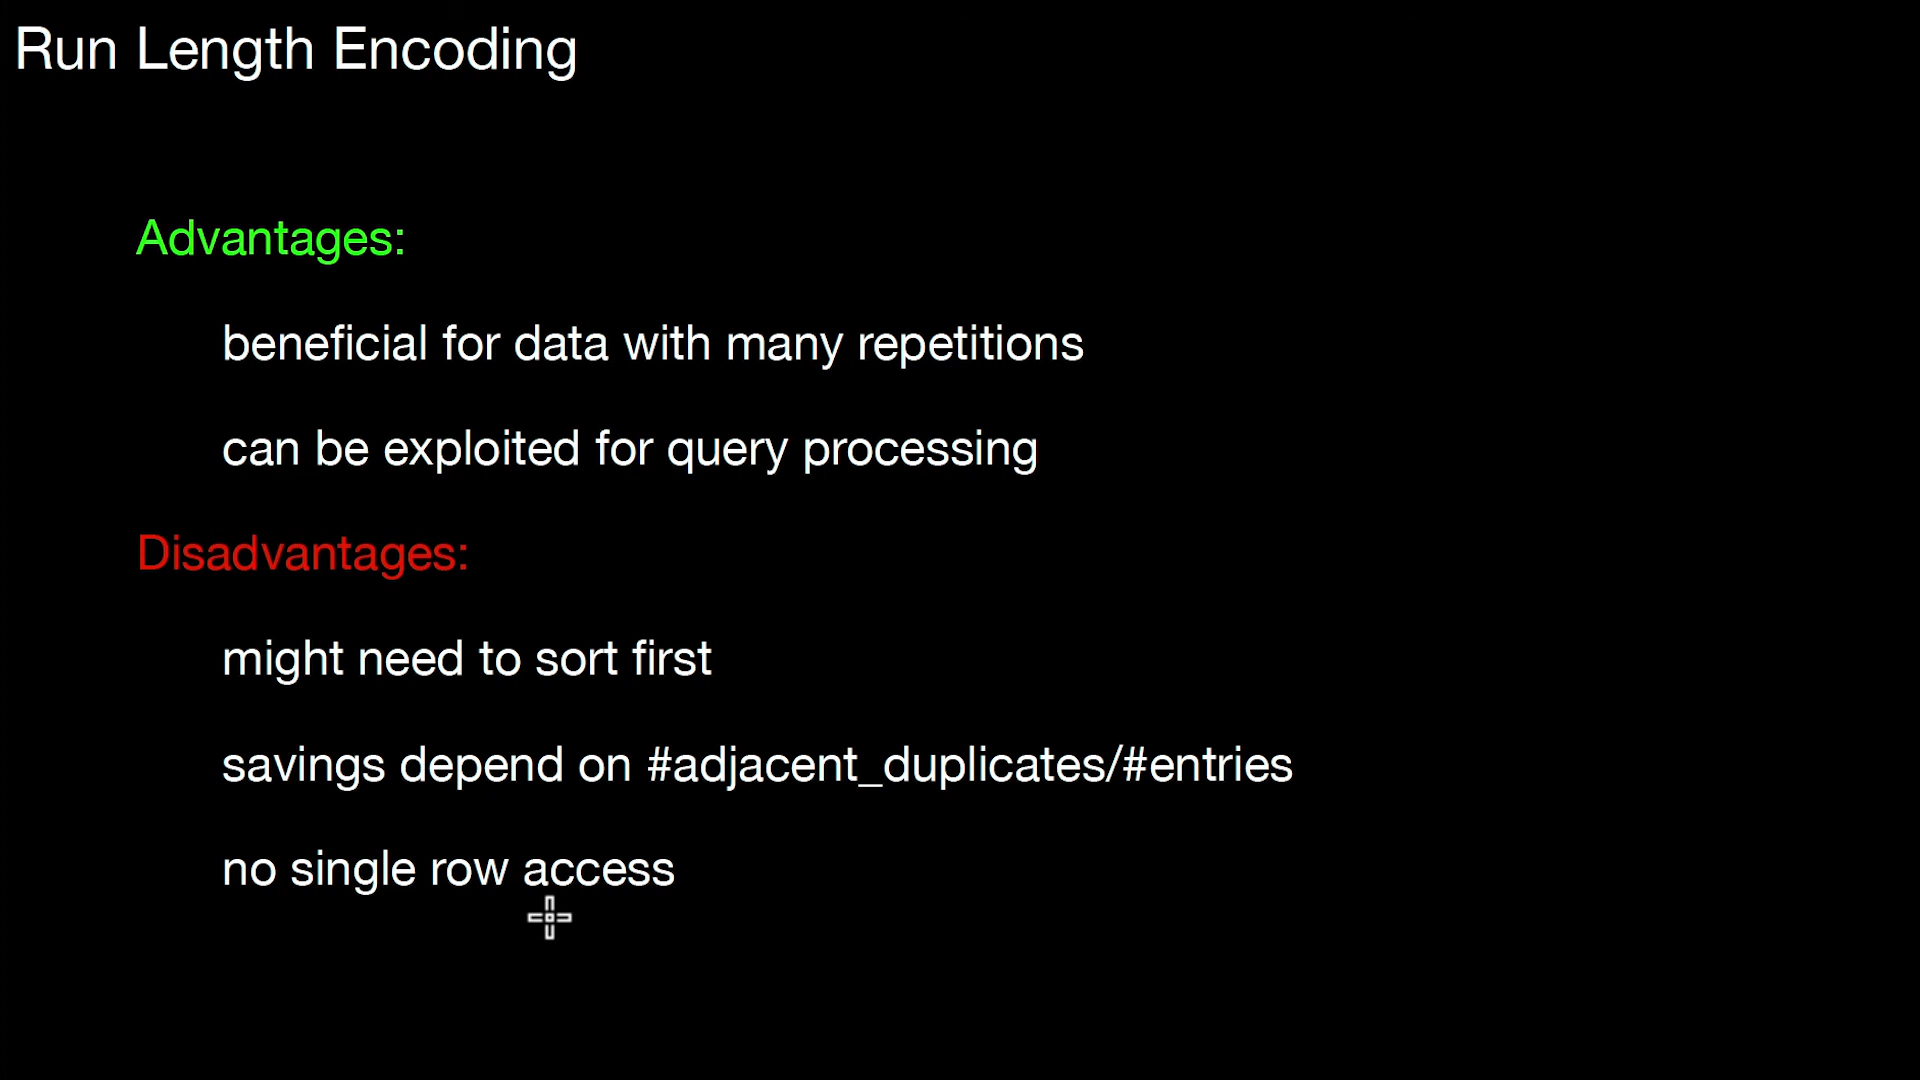 Run Length Encoding
Advantages:
beneficial for data with many repetitions
can be exploited for query processing
Disadvantages:
might need to sort first
savings depend on #adjacent_duplicates/#entries
no single row access